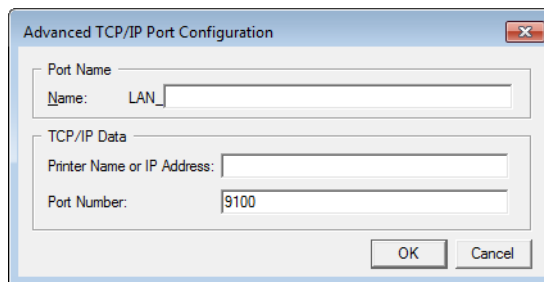 Advanced TCP/IP Port Configuration
Port Name
Name: LAN_
TCP/IP Data
Printer Name or IP Address:
Port Number: 9100
OK Cancel